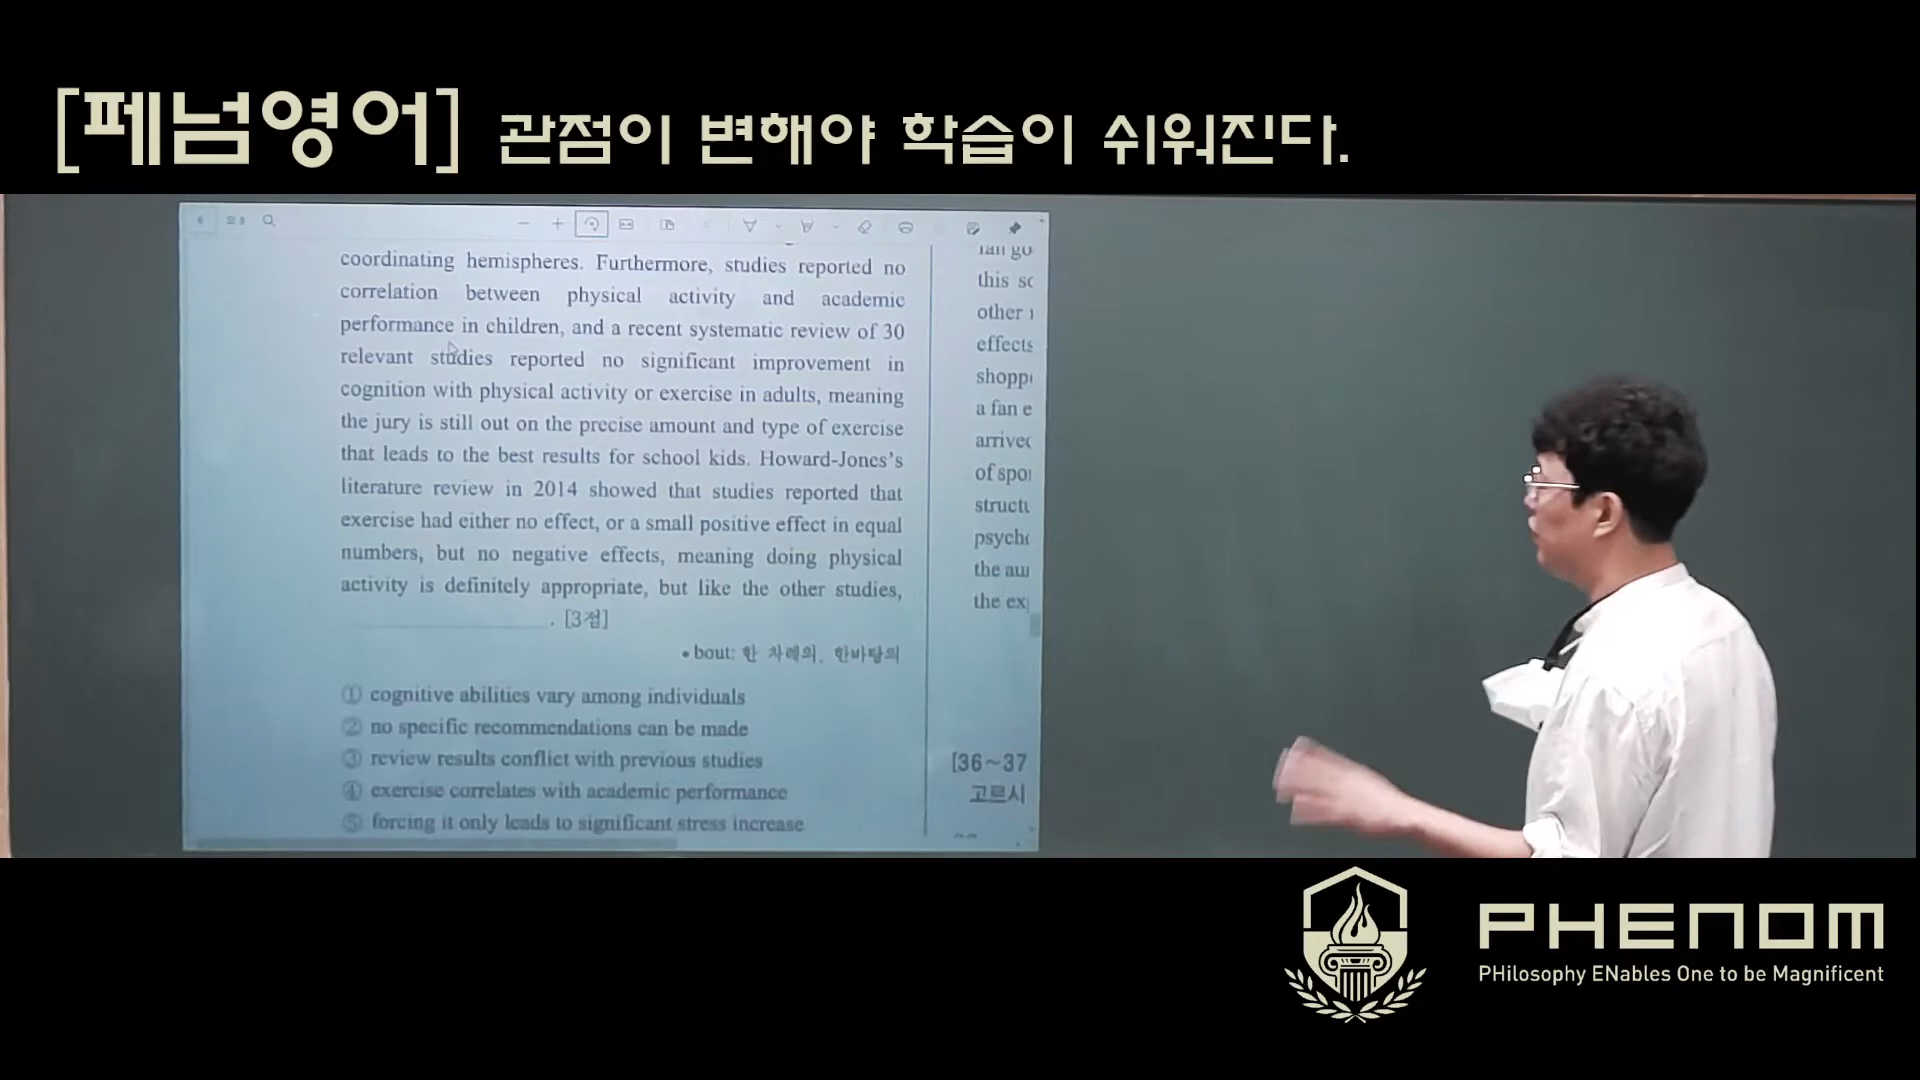 [페넘영어] 관점이 변해야 학습이 쉬워진다.
coordinating hemispheres. Furthermore, studies reported no
correlation between physical activity and academic
performance in children, and a recent systematic review of 30
relevant studies reported no significant improvement in
cognition with physical activity or exercise in adults, meaning
the jury is still out on the precise amount and type of exercise
that leads to the best results for school kids. Howard-Jones's
literature review in 2014 showed that studies reported that
exercise had either no effect, or a small positive effect in equal
numbers, but no negative effects, meaning doing physical
activity is definitely appropriate, but like the other studies,
. [3점]
• bout: 한 차례의, 한바탕의
① cognitive abilities vary among individuals
② no specific recommendations can be made
③ review results conflict with previous studies
④ exercise correlates with academic performance
⑤ forcing it only leads to significant stress increase
this
other
effects
a fan
the
the
[36~37
고르시
PHENOM
PHilosophy ENables One to be Magnificent